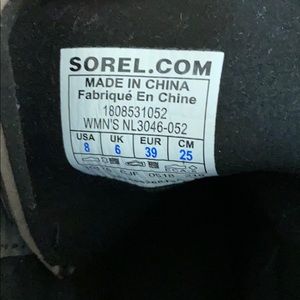 SOREL.COM
MADE IN CHINA
Fabriqué En Chine
1808531052
WMN'S NL3046-052
USA UK EUR CM
8 6 39 25
0518